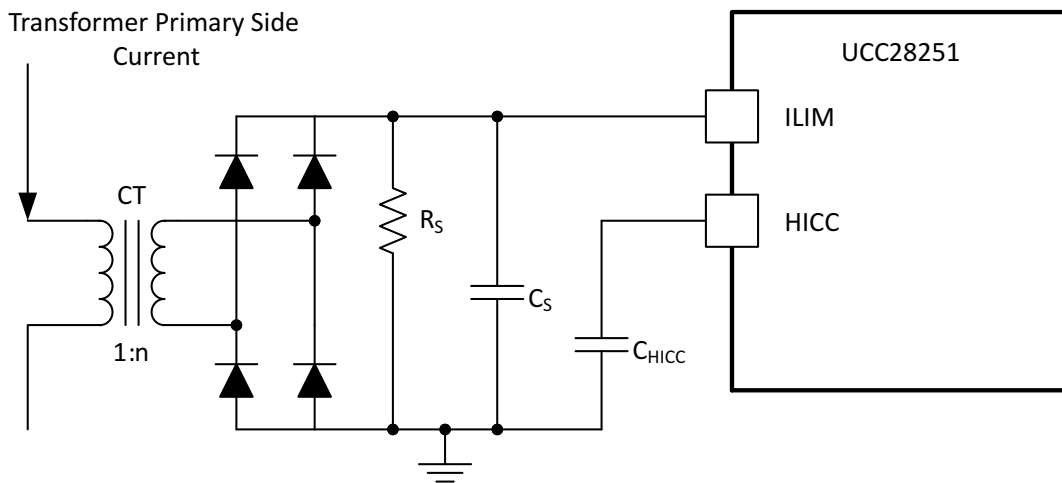 Transformer Primary Side
Current
UCC28251
ILIM
CT
HICC
RS
CS
1:n
CHICC